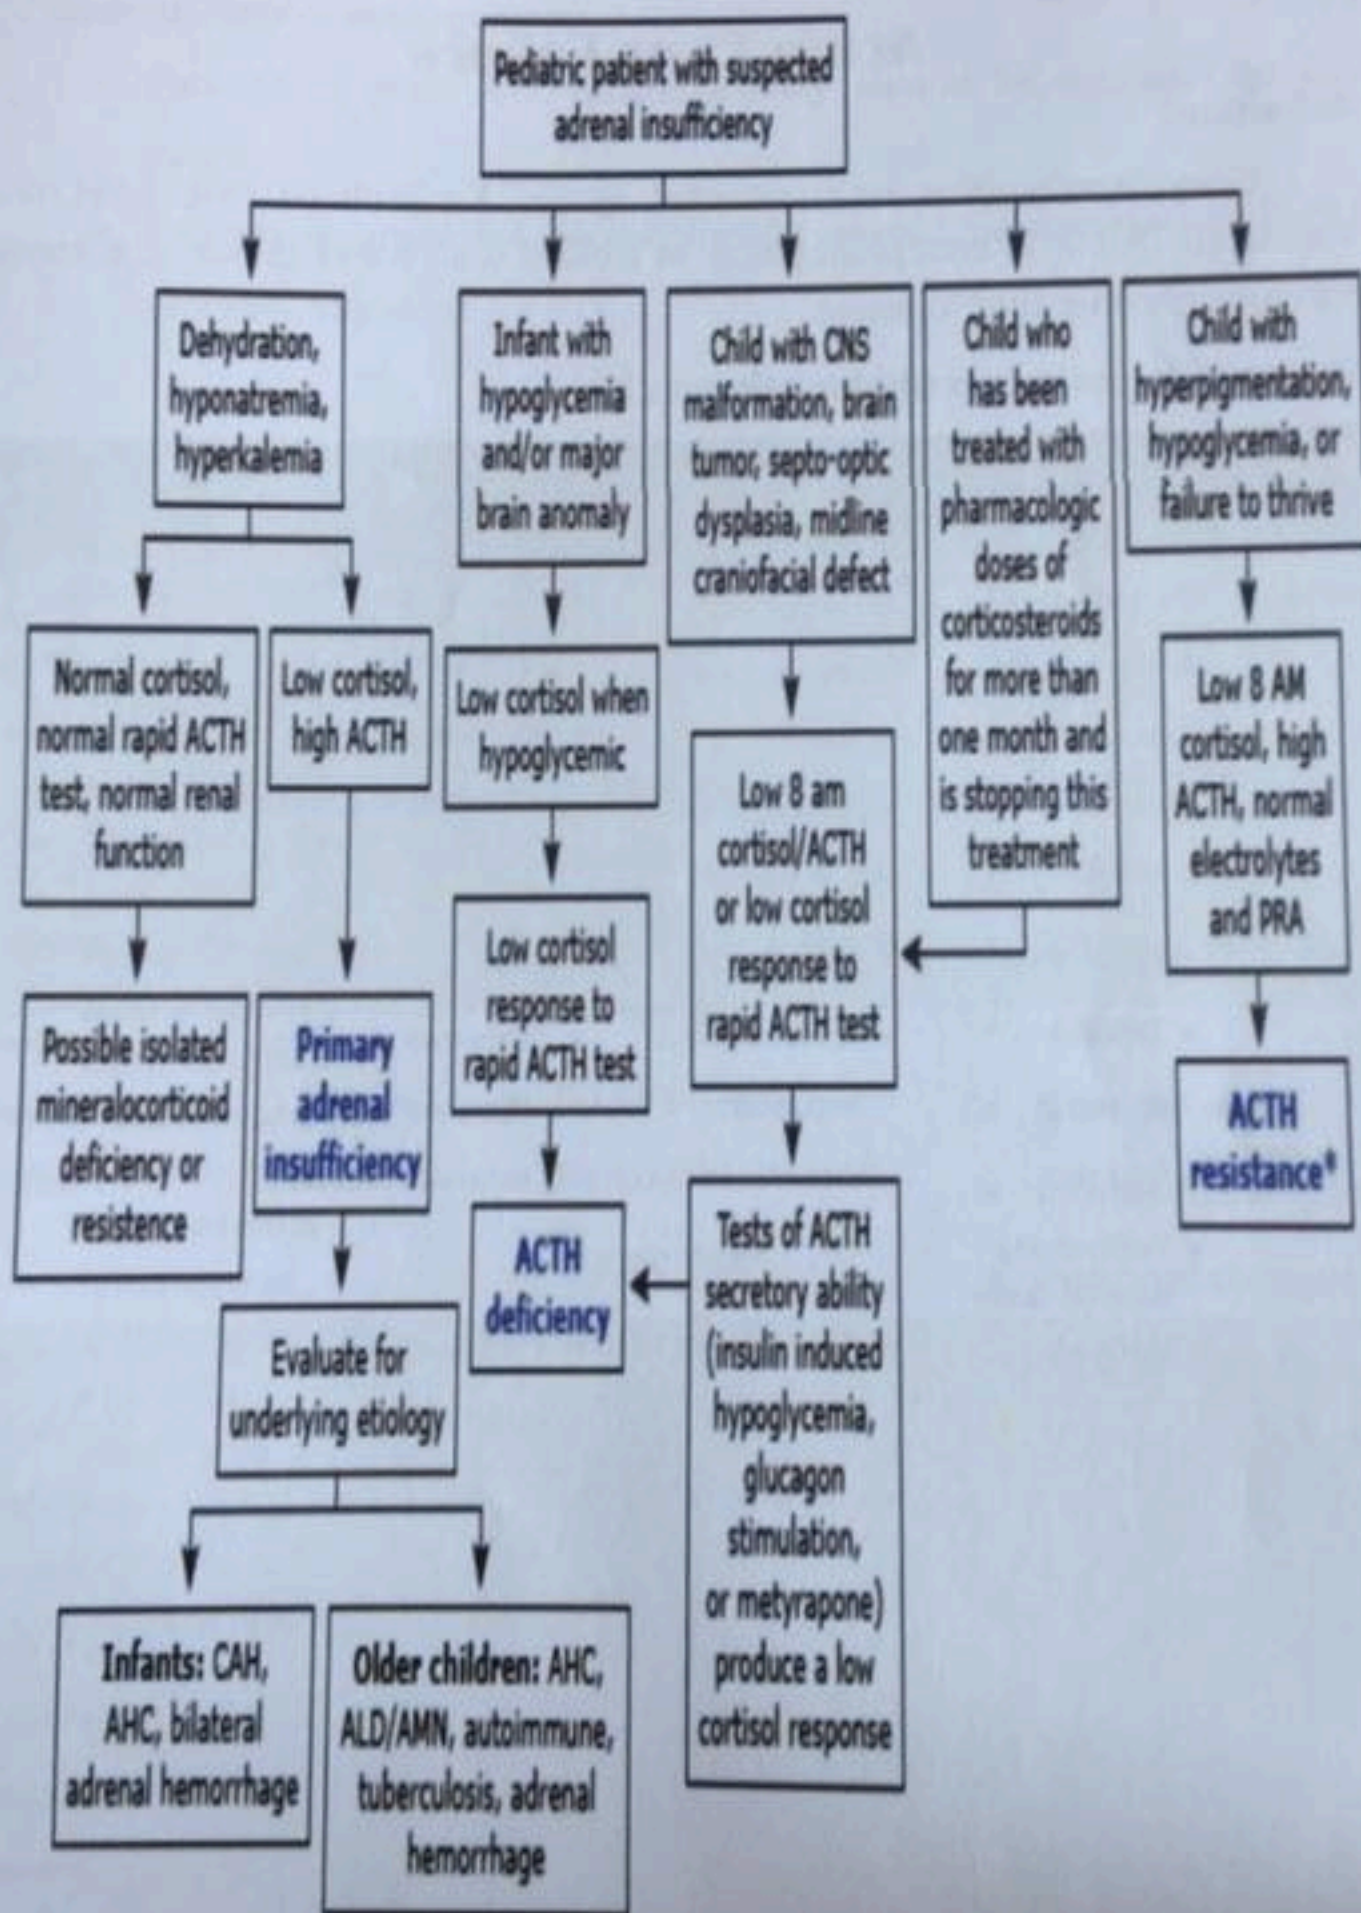 Pediatric patient with suspected
adrenal insufficiency
Dehydration,
hyponatremia,
hyperkalemia
Infant with
hypoglycemia
and/or major
brain anomaly
Child with CNS
malformation, brain
tumor, septo-optic
dysplasia, midline
craniofacial defect
Child who
has been
treated with
pharmacologic
doses of
corticosteroids
for more than
one month and
is stopping this
treatment
Child with
hyperpigmentation,
hypoglycemia, or
failure to thrive
Normal cortisol,
normal rapid ACTH
test, normal renal
function
Low cortisol,
high ACTH
Low cortisol when
hypoglycemic
Low 8 am
cortisol/ACTH
or low cortisol
response to
rapid ACTH test
Low 8 AM
cortisol, high
ACTH, normal
electrolytes
and PRA
Low cortisol
response to
rapid ACTH test
Possible isolated
mineralocorticoid
deficiency or
resistence
Primary
adrenal
insufficiency
ACTH
resistance*
ACTH
deficiency
Tests of ACTH
secretory ability
(insulin induced
hypoglycemia,
glucagon
stimulation,
or metyrapone)
produce a low
cortisol response
Evaluate for
underlying etiology
Infants: CAH,
AHC, bilateral
adrenal hemorrhage
Older children: AHC,
ALD/AMN, autoimmune,
tuberculosis, adrenal
hemorrhage